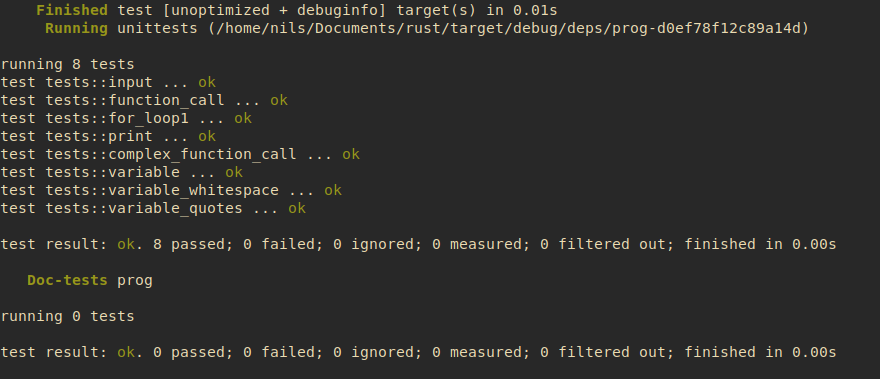 Finished test [unoptimized + debuginfo] target(s) in 0.01s
Running unittests (/home/nils/Documents/rust/target/debug/deps/prog-d0ef78f12c89a14d)
running 8 tests
test tests::input ... ok
test tests::function_call ... ok
test tests::for_loop1 ... ok
test tests::print ... ok
test tests::complex_function_call ... ok
test tests::variable ... ok
test tests::variable_whitespace ... ok
test tests::variable_quotes ... ok
test result: ok. 8 passed; 0 failed; 0 ignored; 0 measured; 0 filtered out; finished in 0.00s
Doc-tests prog
running 0 tests
test result: ok. 0 passed; 0 failed; 0 ignored; 0 measured; 0 filtered out; finished in 0.00s